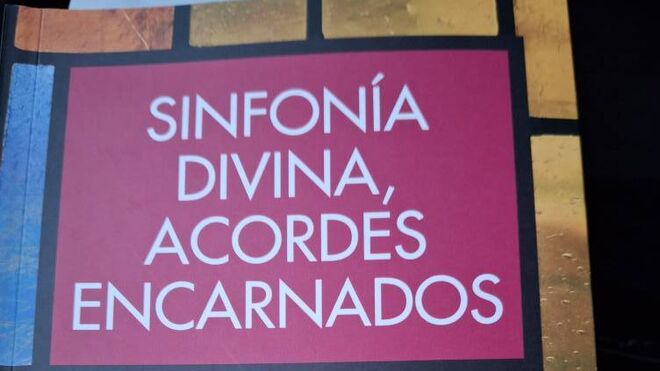 SINFONÍA
DIVINA,
ACORDES
ENCARNADOS